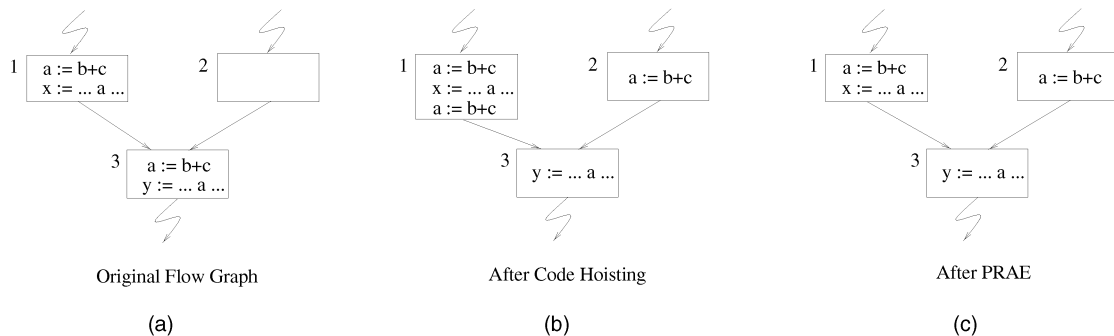 1
a := b+c
x := ... a ...
2
3
a := b+c
y := ... a ...
Original Flow Graph
(a)
1
a := b+c
x := ... a ...
a := b+c
2
a := b+c
3
y := ... a ...
After Code Hoisting
(b)
1
a := b+c
x := ... a ...
2
a := b+c
3
y := ... a ...
After PRAE
(c)